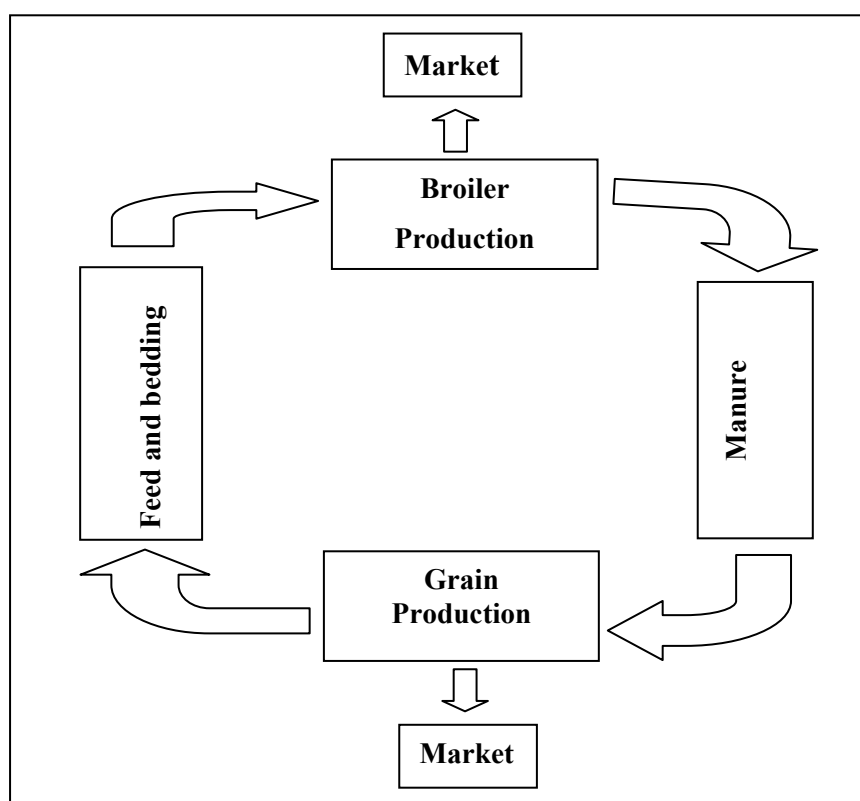 Market
Broiler
Production
Feed and bedding
Manure
Grain
Production
Market